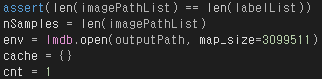 assert(len(imagePathList) == len(labelList))
nSamples = len(imagePathList)
env = lmdb.open(outputPath, map_size=3099511)
cache = {}
cnt = 1